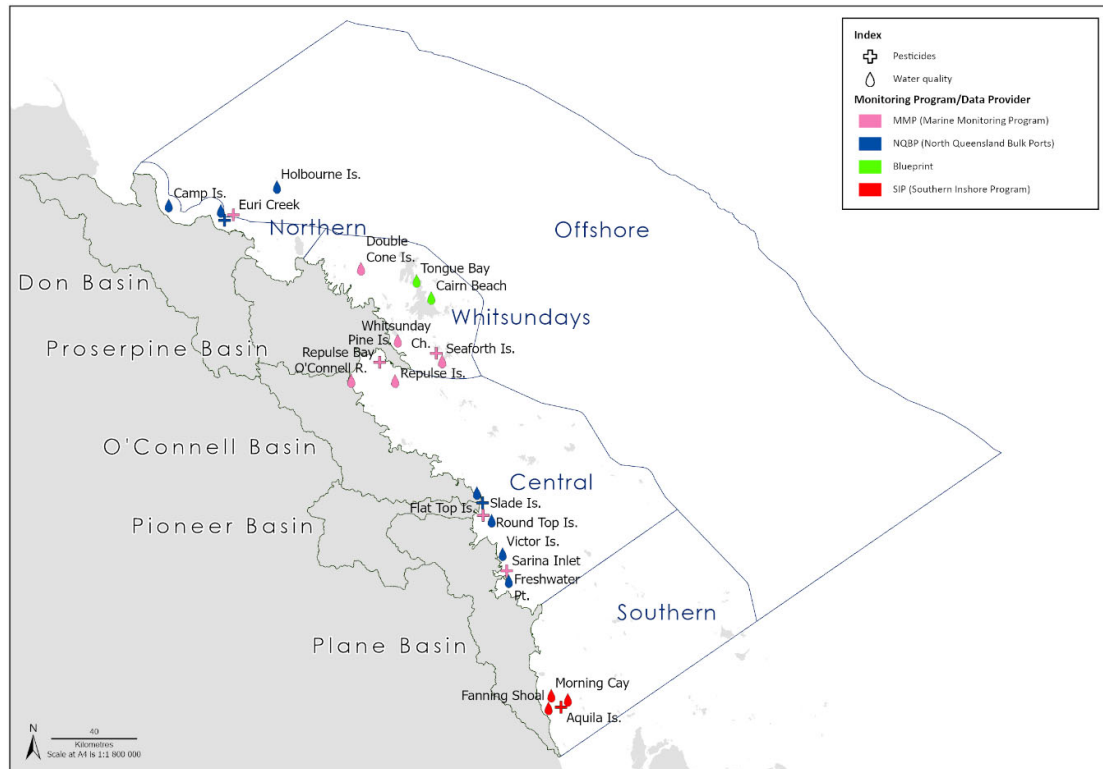 Index
Pesticides
Water quality
Monitoring Program/Data Provider
MMP (Marine Monitoring Program)
NQBP (North Queensland Bulk Ports)
Blueprint
SIP (Southern Inshore Program)
Holbourne Is.
Camp Is.
Euri Creek
Northern
Offshore
Double
Cone Is.
Tongue Bay
Cairn Beach
Don Basin
Whitsundays
Whitsunday
Ch.
Pine Is.
Seaforth Is.
Proserpine Basin
Repulse Bay
O'Connell R.
Repulse Is.
O'Connell Basin
Central
Slade Is.
Flat Top Is.
Round Top Is.
Pioneer Basin
Victor Is.
Sarina Inlet
Freshwater
Pt.
Southern
Plane Basin
Morning Cay
Fanning Shoal
Aquila Is.
N
40
Kilometres
Scale at A4 is 1:1 800 000